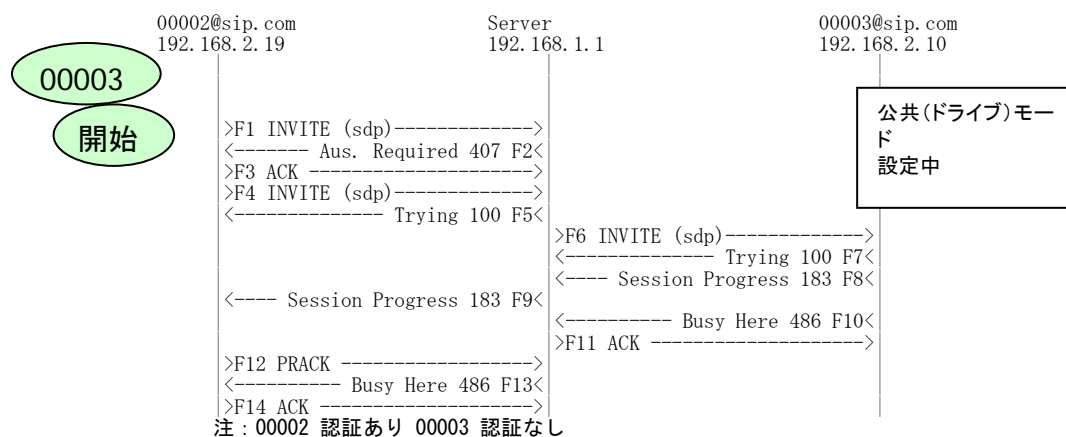 00002@sip.com Server 00003@sip.com
192.168.2.19 192.168.1.1 192.168.2.10
00003
開始
公共(ドライブ)モー
ド
設定中
>F1 INVITE (sdp)------------->
<------- Aus. Required 407 F2<
>F3 ACK --------------------->
>F4 INVITE (sdp)------------->
<-------------- Trying 100 F5<
>F6 INVITE (sdp)------------->
<-------------- Trying 100 F7<
<---- Session Progress 183 F8<
<---- Session Progress 183 F9<
<---------- Busy Here 486 F10<
>F11 ACK -------------------->
>F12 PRACK ------------------>
<---------- Busy Here 486 F13<
>F14 ACK -------------------->
注：00002 認証あり 00003 認証なし